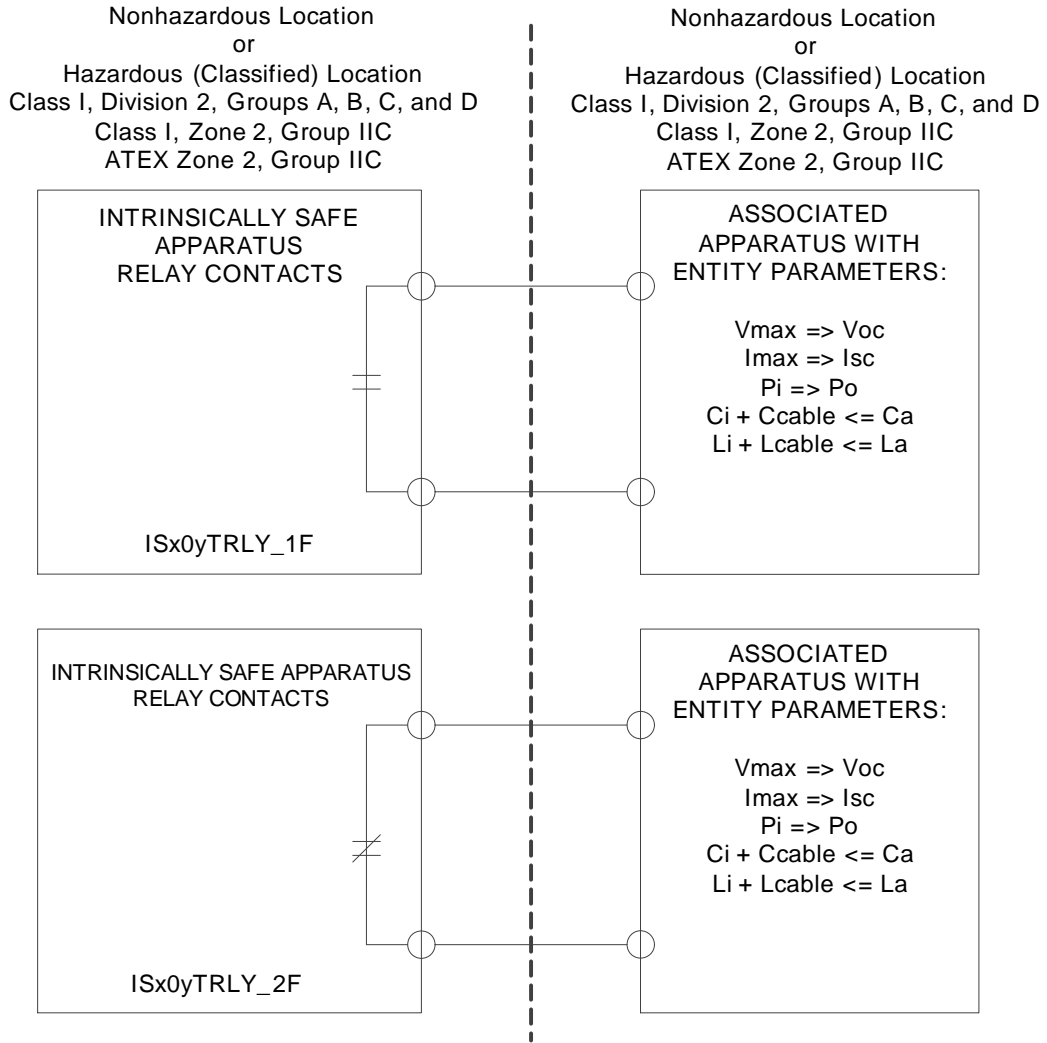 Nonhazardous Location
or
Hazardous (Classified) Location
Class I, Division 2, Groups A, B, C, and D
Class I, Zone 2, Group IIC
ATEX Zone 2, Group IIC
Nonhazardous Location
or
Hazardous (Classified) Location
Class I, Division 2, Groups A, B, C, and D
Class I, Zone 2, Group IIC
ATEX Zone 2, Group IIC
INTRINSICALLY SAFE
APPARATUS
RELAY CONTACTS
ISx0yTRLY_1F
ASSOCIATED
APPARATUS WITH
ENTITY PARAMETERS:
Vmax => Voc
Imax => Isc
Pi => Po
Ci + Ccable <= Ca
Li + Lcable <= La
INTRINSICALLY SAFE APPARATUS
RELAY CONTACTS
ISx0yTRLY_2F
ASSOCIATED
APPARATUS WITH
ENTITY PARAMETERS:
Vmax => Voc
Imax => Isc
Pi => Po
Ci + Ccable <= Ca
Li + Lcable <= La